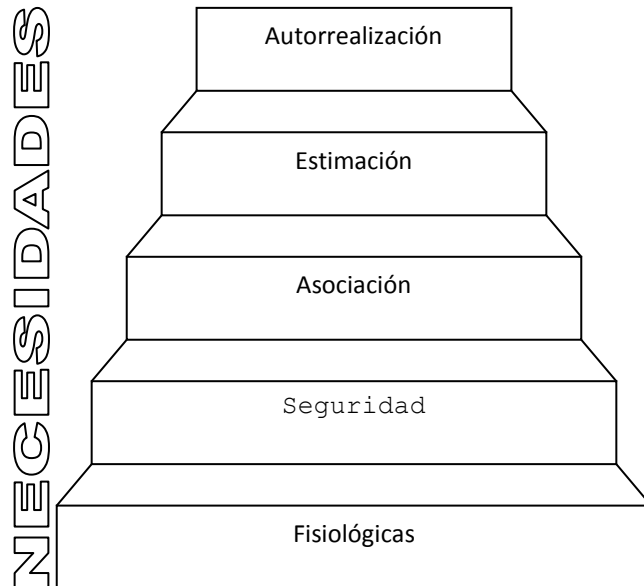 NECESIDADES
Autorrealización
Estimación
Asociación
Seguridad
Fisiológicas